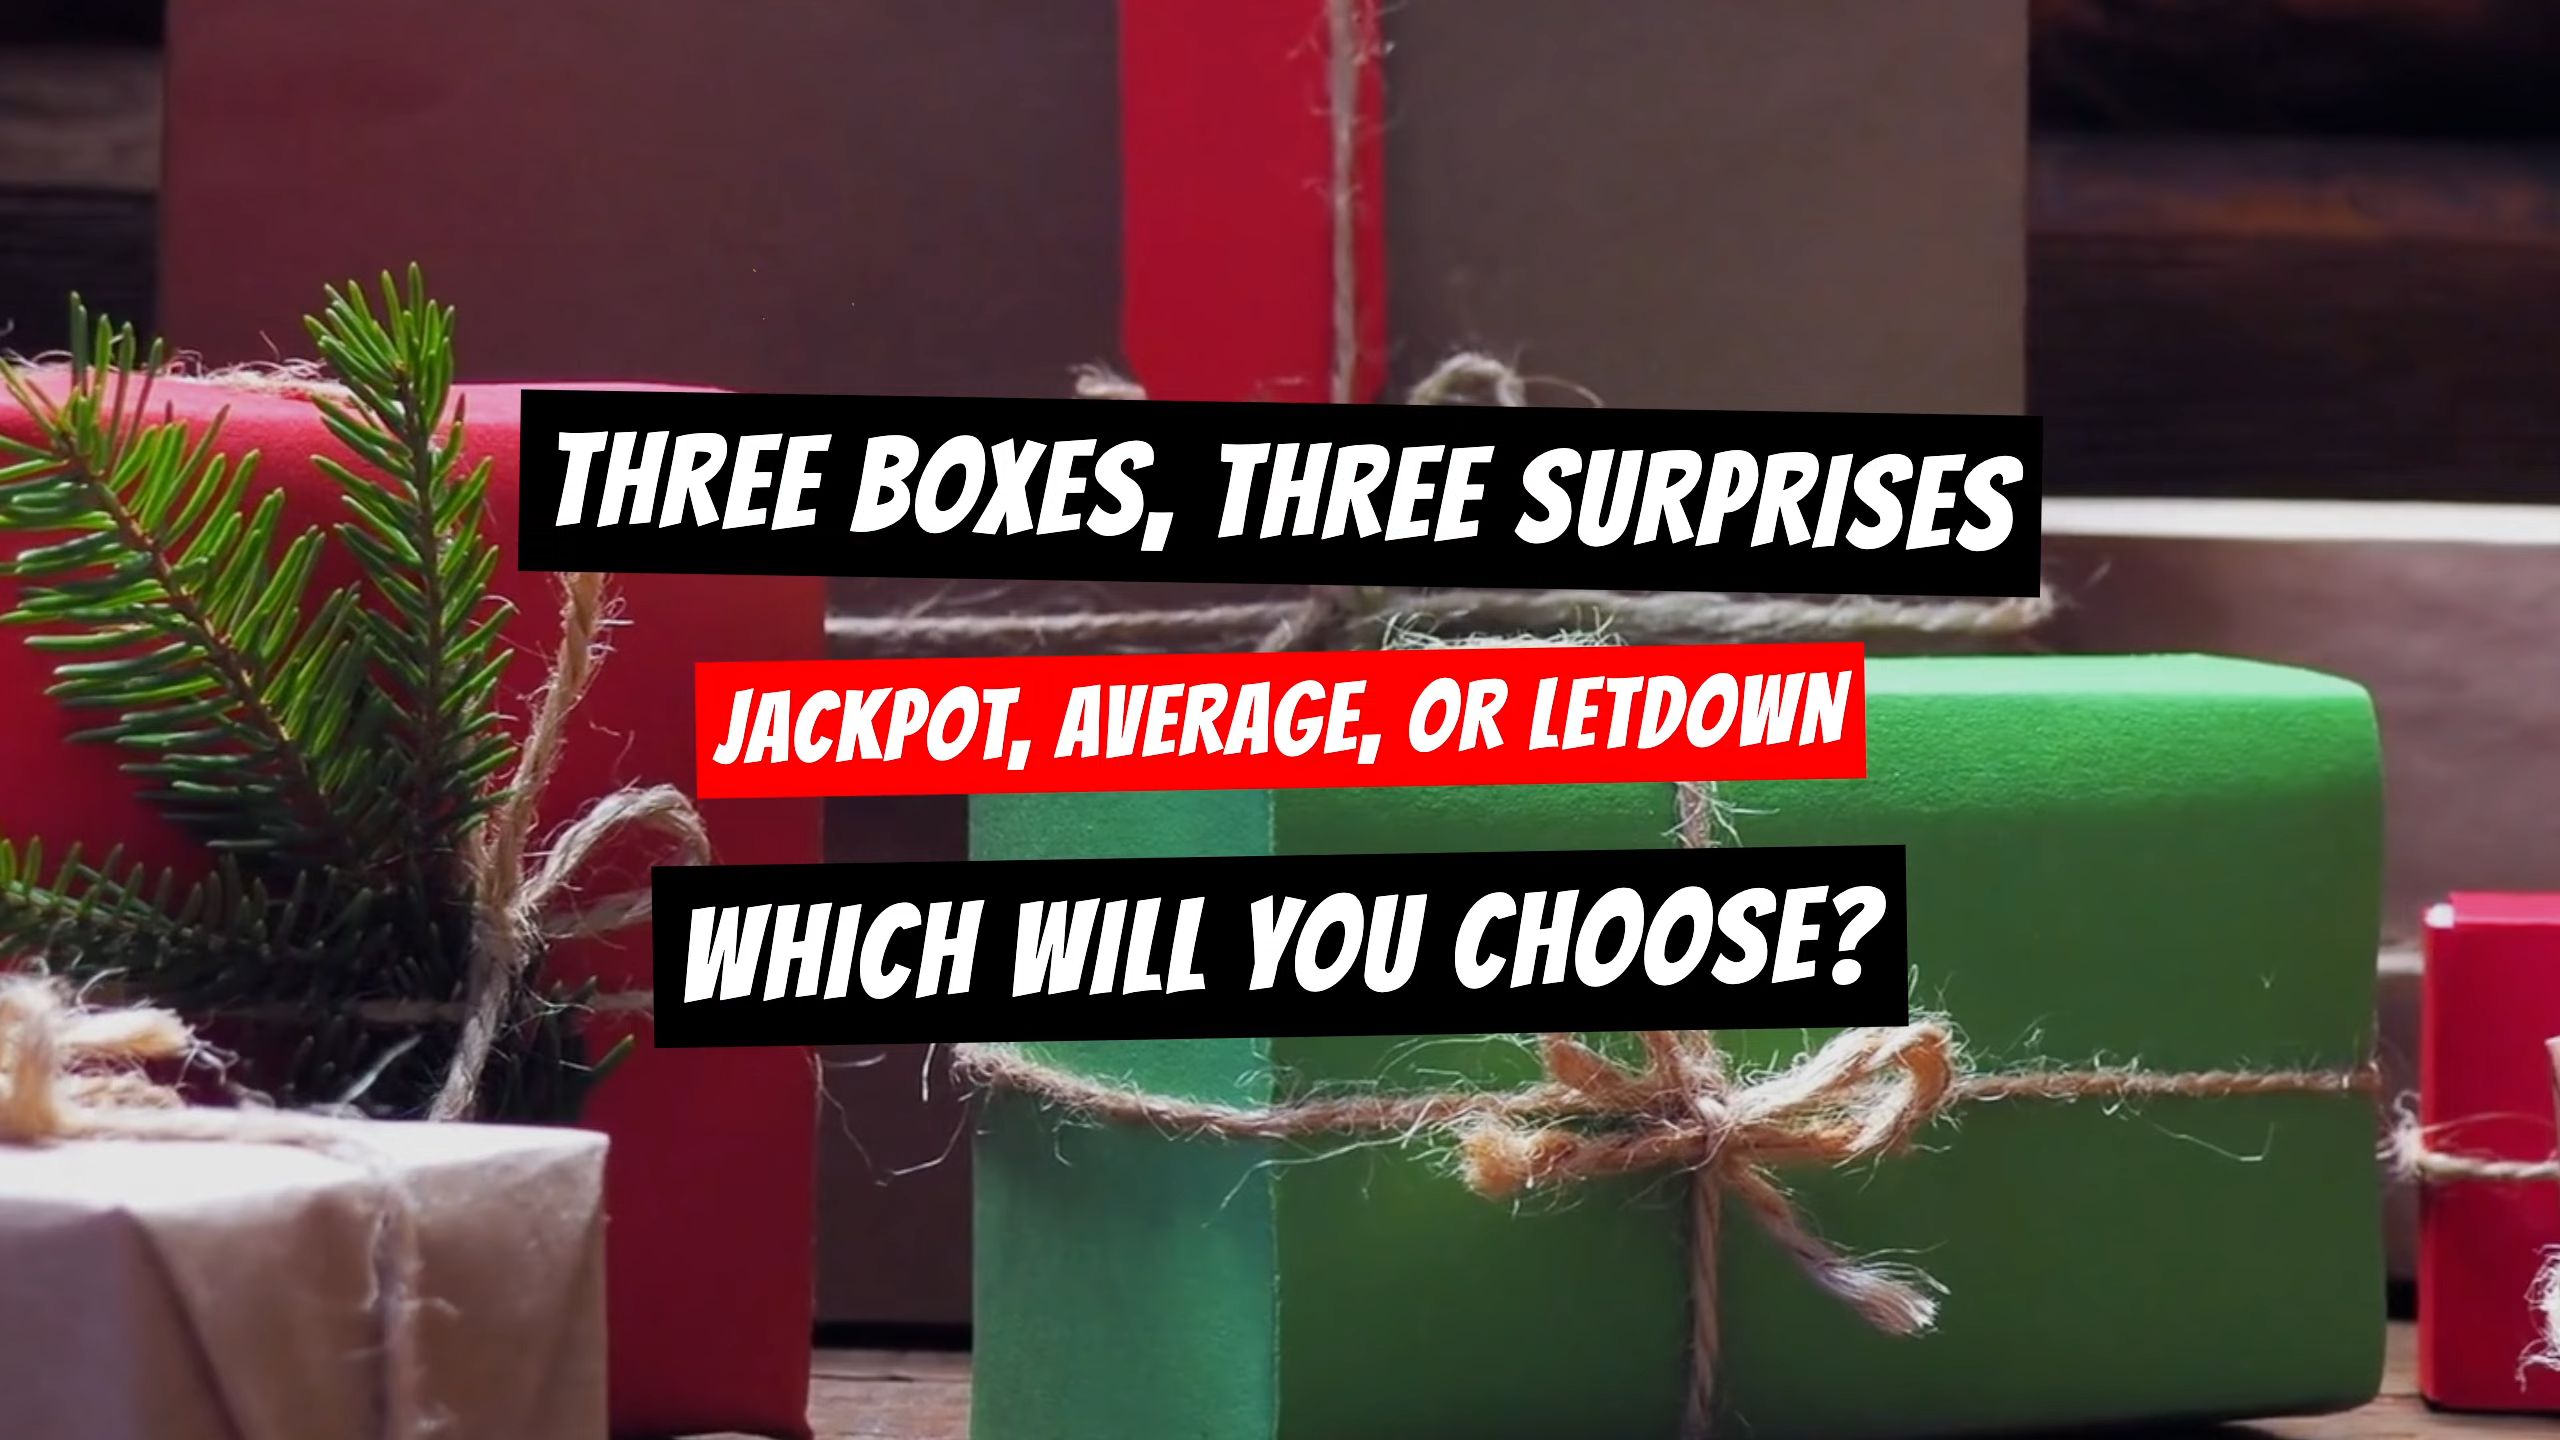 THREE BOXES, THREE SURPRISES
JACKPOT, AVERAGE, OR LETDOWN
WHICH WILL YOU CHOOSE?